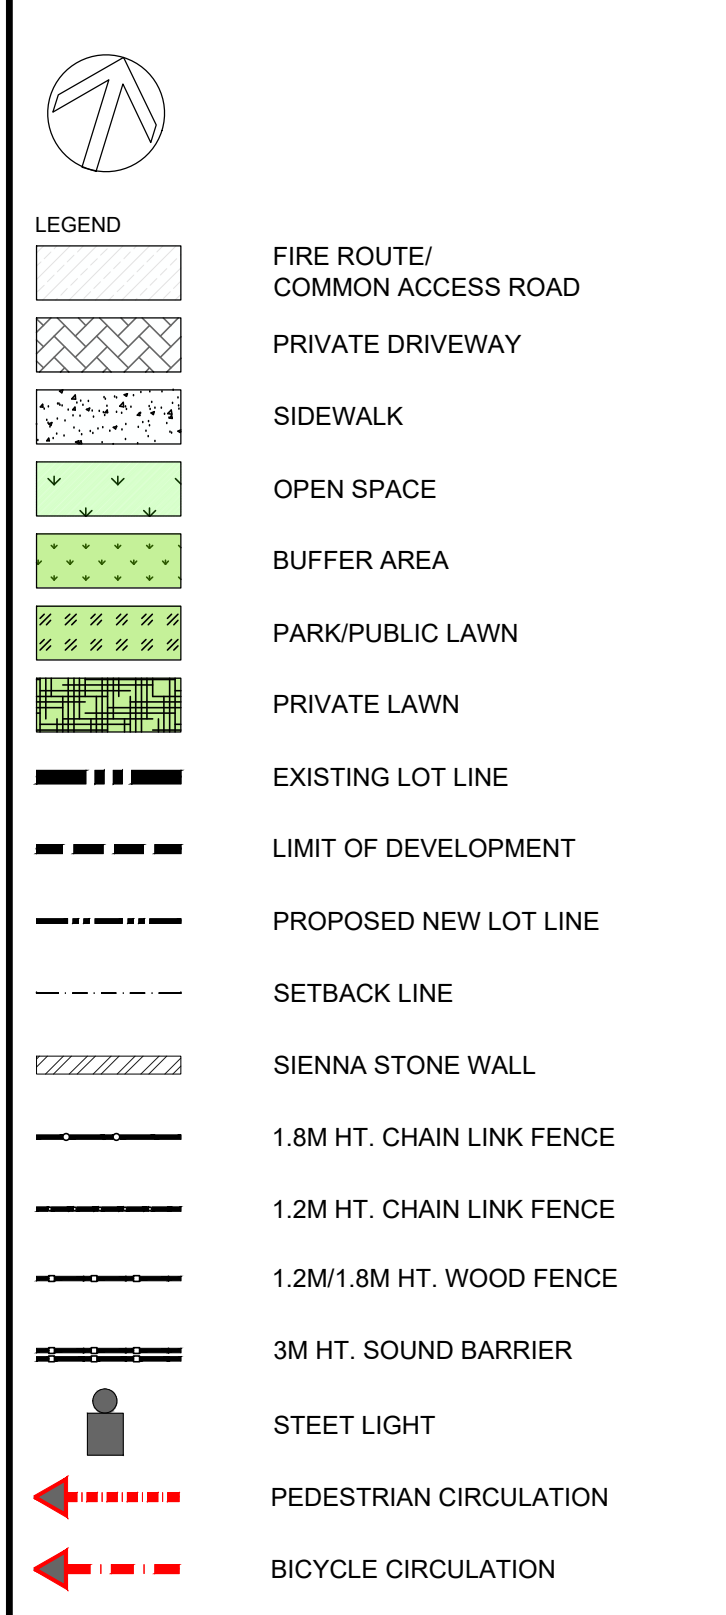 LEGEND
FIRE ROUTE/
COMMON ACCESS ROAD
PRIVATE DRIVEWAY
SIDEWALK
OPEN SPACE
BUFFER AREA
PARK/PUBLIC LAWN
PRIVATE LAWN
EXISTING LOT LINE
LIMIT OF DEVELOPMENT
PROPOSED NEW LOT LINE
SETBACK LINE
SIENNA STONE WALL
1.8M HT. CHAIN LINK FENCE
1.2M HT. CHAIN LINK FENCE
1.2M/1.8M HT. WOOD FENCE
3M HT. SOUND BARRIER
STEET LIGHT
PEDESTRIAN CIRCULATION
BICYCLE CIRCULATION